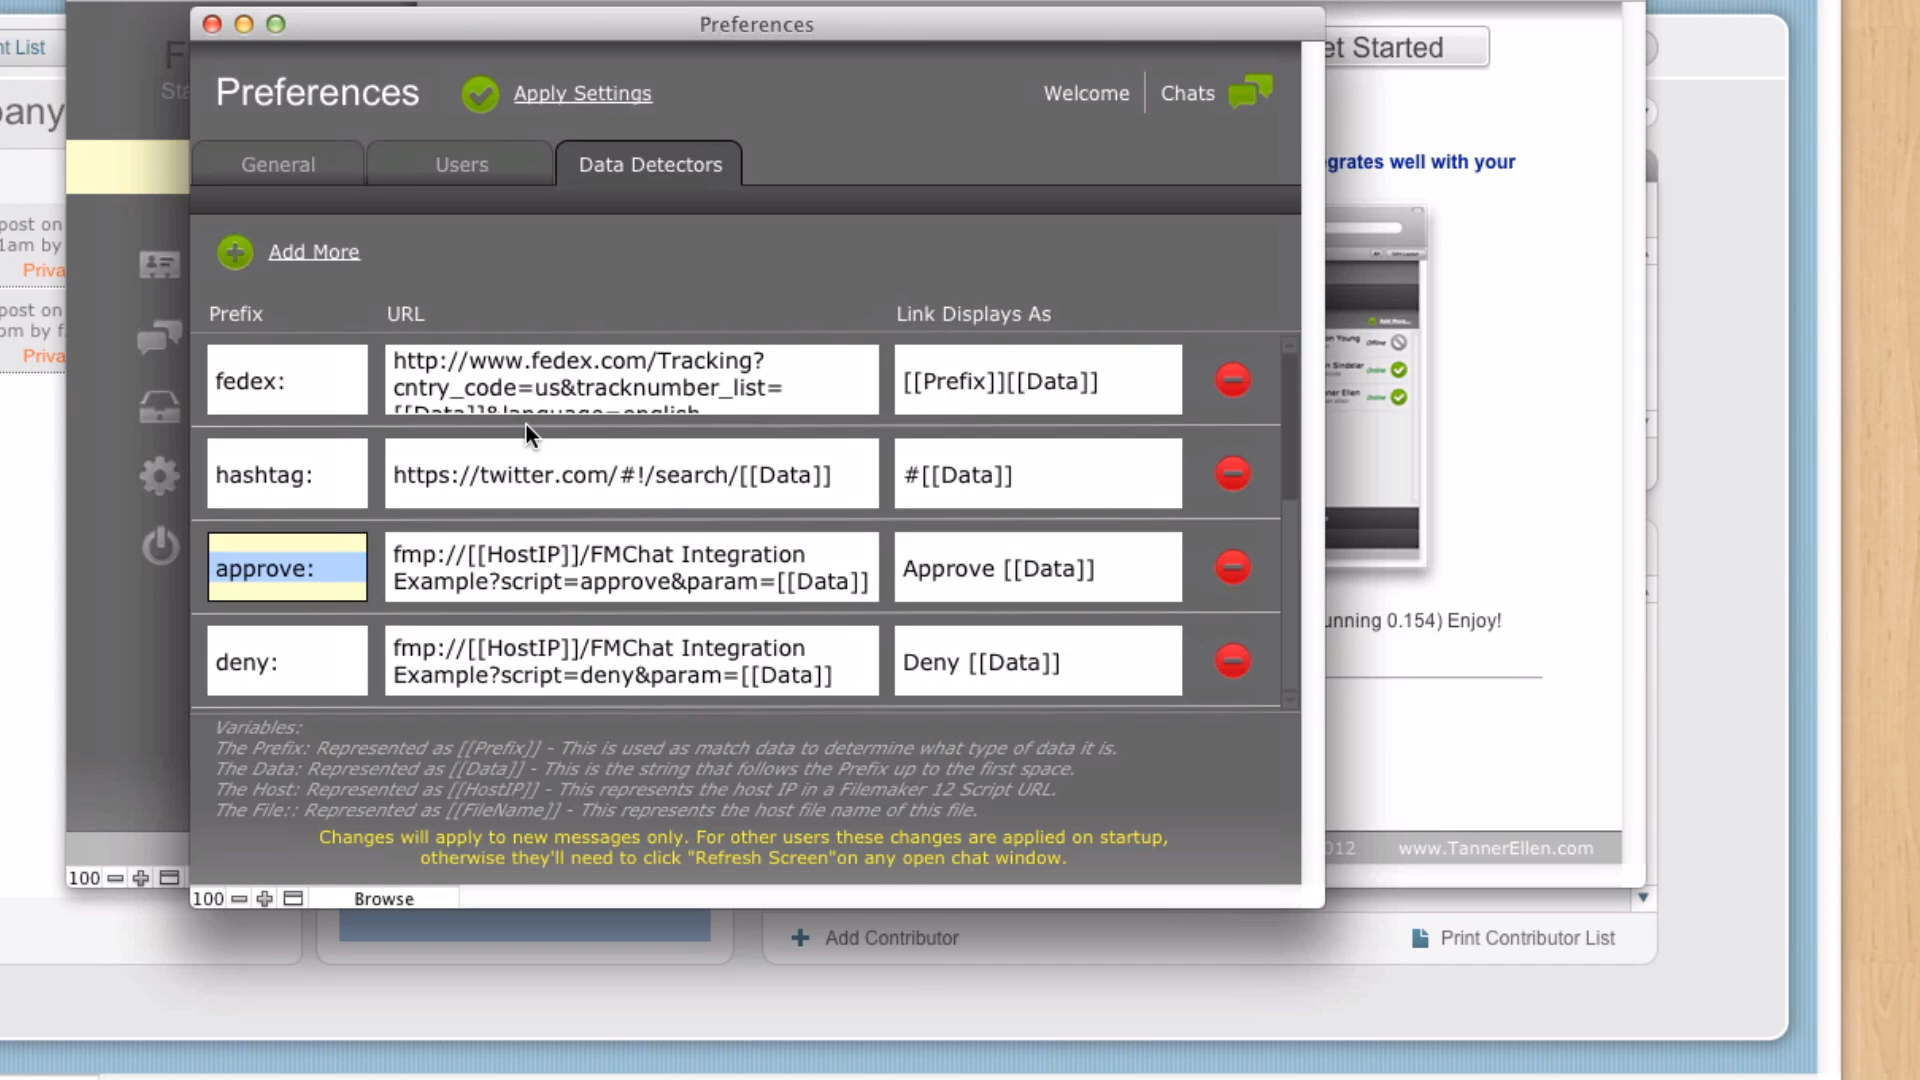 Preferences
nt List
et Started
Preferences
Apply Settings
Welcome
Chats
pany
General
Users
Data Detectors
grates well with your
post on
1am by
Priva
post on
om by f
Priva
Add More
Prefix
URL
Link Displays As
fedex:
http://www.fedex.com/Tracking?
cntry_code=us&tracknumber_list=
[[Data]]&language=english
[[Prefix]][[Data]]
hashtag:
https://twitter.com/#!/search/[[Data]]
#[[Data]]
approve:
fmp://[[HostIP]]/FMChat Integration
Example?script=approve&param=[[Data]]
Approve [[Data]]
deny:
fmp://[[HostIP]]/FMChat Integration
Example?script=deny&param=[[Data]]
Deny [[Data]]
unning 0.154) Enjoy!
Variables:
The Prefix: Represented as [[Prefix]] - This is used as match data to determine what type of data it is.
The Data: Represented as [[Data]] - This is the string that follows the Prefix up to the first space.
The Host: Represented as [[HostIP]] - This represents the host IP in a Filemaker 12 Script URL.
The File:: Represented as [[FileName]] - This represents the host file name of this file.
Changes will apply to new messages only. For other users these changes are applied on startup,
otherwise they'll need to click "Refresh Screen"on any open chat window.
012
www.TannerEllen.com
100
100
Browse
Add Contributor
Print Contributor List